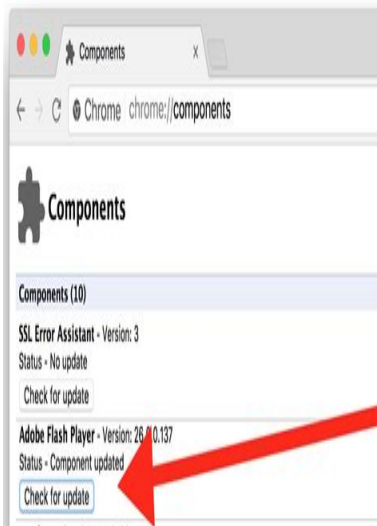 Components
Chrome chrome://components
Components
Components (10)
SSL Error Assistant - Version: 3
Status - No update
Check for update
Adobe Flash Player - Version:
Status - Component updated
Check for update